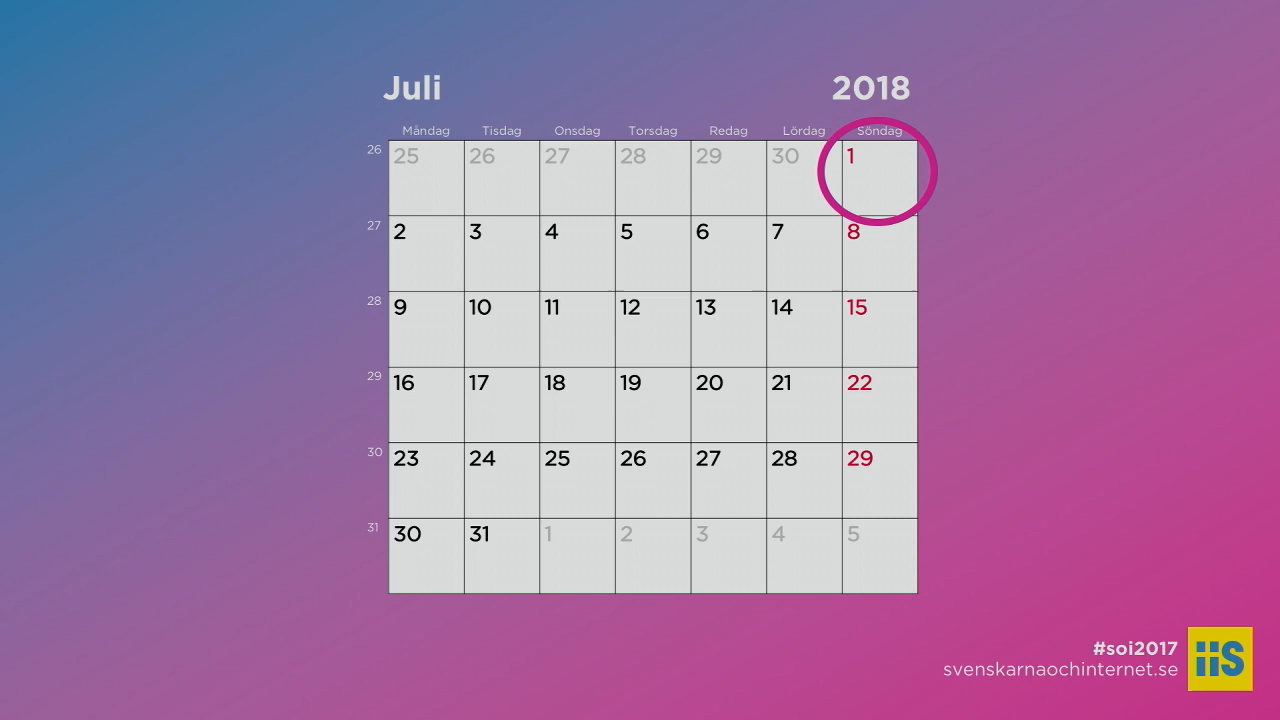 Juli 2018
Måndag Tisdag Onsdag Torsdag Redag Lördag Söndag
26 25 26 27 28 29 30 1
27 2 3 4 5 6 7 8
28 9 10 11 12 13 14 15
29 16 17 18 19 20 21 22
30 23 24 25 26 27 28 29
31 30 31 1 2 3 4 5
#soi2017
svenskarnaochinternet.se
iis